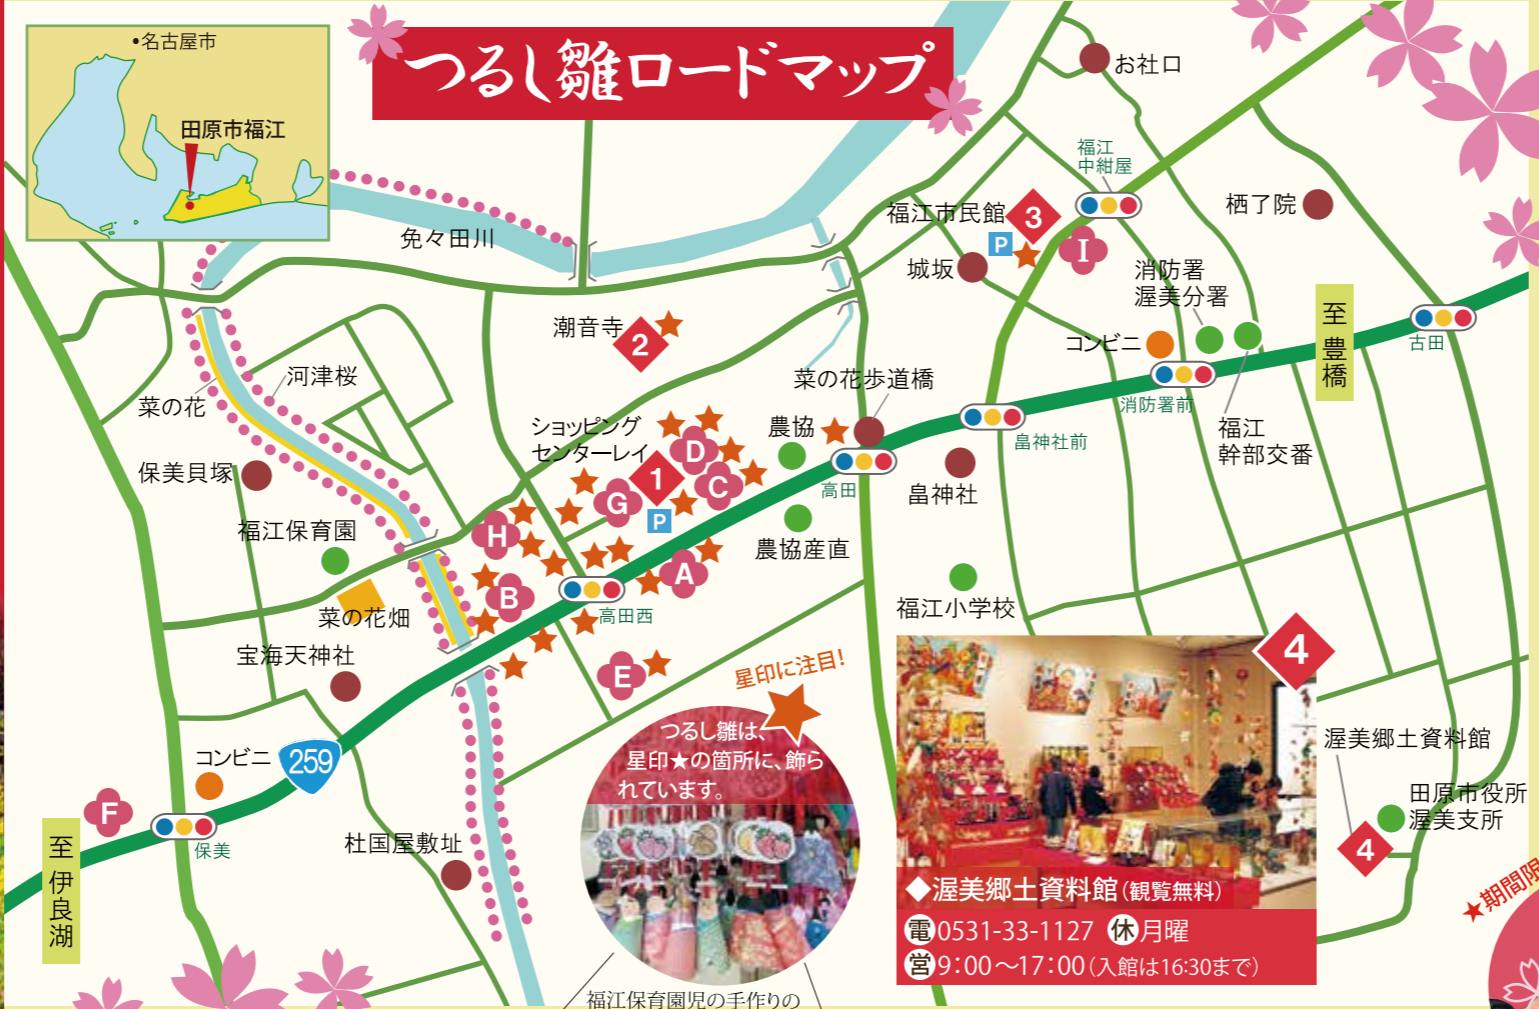 つるし雛ロードマップ
•名古屋市
田原市福江
免々田川
お社口
福江
中紺屋
栖了院
福江市民館
3
P
I
城坂
消防署
渥美分署
コンビニ
至 豊橋
古田
潮音寺
2
菜の花歩道橋
消防署前
福江
幹部交番
河津桜
菜の花
ショッピング
センターレイ
1
D
C
G
P
農協
高田
畠神社前
畠神社
保美貝塚
福江保育園
H
農協産直
A
B
高田西
福江小学校
菜の花畑
宝海天神社
E
星印に注目!
つるし雛は、
星印★の箇所に、飾ら
れています。
4
コンビニ
259
F
保美
至 伊良湖
杜国屋敷址
渥美郷土資料館
田原市役所
渥美支所
4
◆渥美郷土資料館(観覧無料)
電0531-33-1127 休月曜
営9：00～17：00(入館は16:30まで)
★期間限
福江保育園児の手作りの